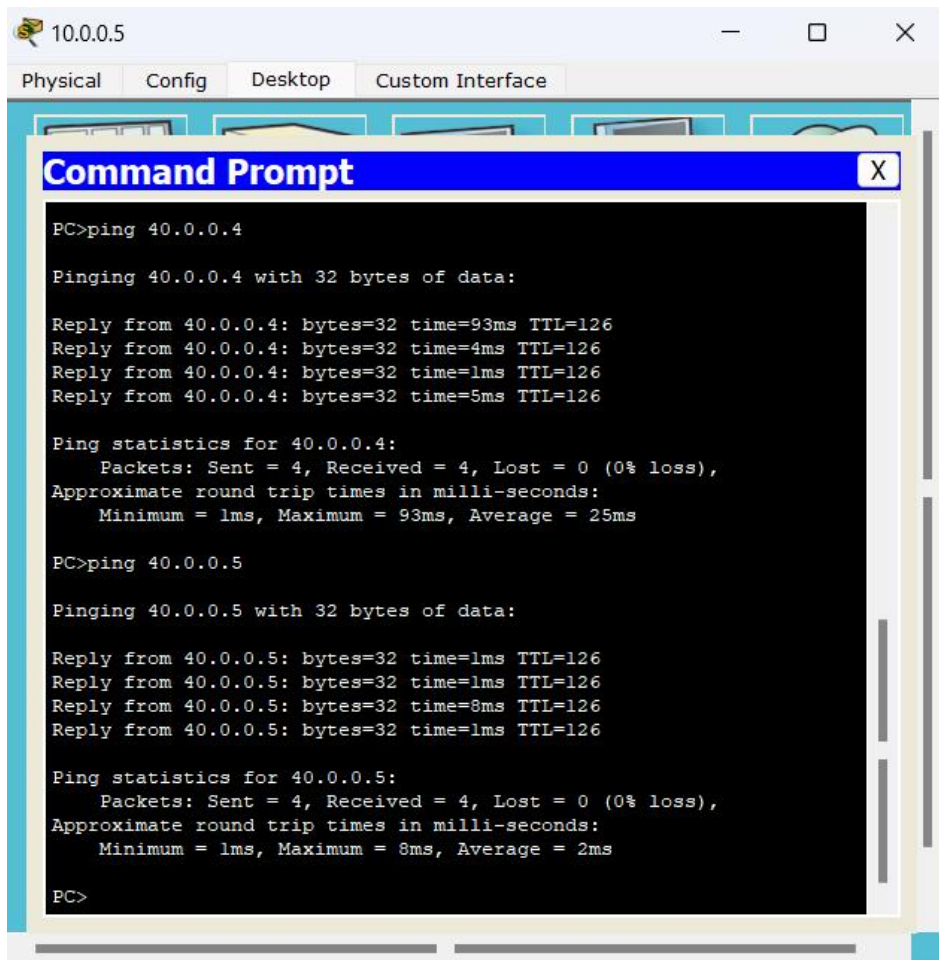 10.0.0.5
Physical Config Desktop Custom Interface
Command Prompt X
PC>ping 40.0.0.4
Pinging 40.0.0.4 with 32 bytes of data:
Reply from 40.0.0.4: bytes=32 time=93ms TTL=126
Reply from 40.0.0.4: bytes=32 time=4ms TTL=126
Reply from 40.0.0.4: bytes=32 time=1ms TTL=126
Reply from 40.0.0.4: bytes=32 time=5ms TTL=126
Ping statistics for 40.0.0.4:
Packets: Sent = 4, Received = 4, Lost = 0 (0% loss),
Approximate round trip times in milli-seconds:
Minimum = 1ms, Maximum = 93ms, Average = 25ms
PC>ping 40.0.0.5
Pinging 40.0.0.5 with 32 bytes of data:
Reply from 40.0.0.5: bytes=32 time=1ms TTL=126
Reply from 40.0.0.5: bytes=32 time=1ms TTL=126
Reply from 40.0.0.5: bytes=32 time=8ms TTL=126
Reply from 40.0.0.5: bytes=32 time=1ms TTL=126
Ping statistics for 40.0.0.5:
Packets: Sent = 4, Received = 4, Lost = 0 (0% loss),
Approximate round trip times in milli-seconds:
Minimum = 1ms, Maximum = 8ms, Average = 2ms
PC>